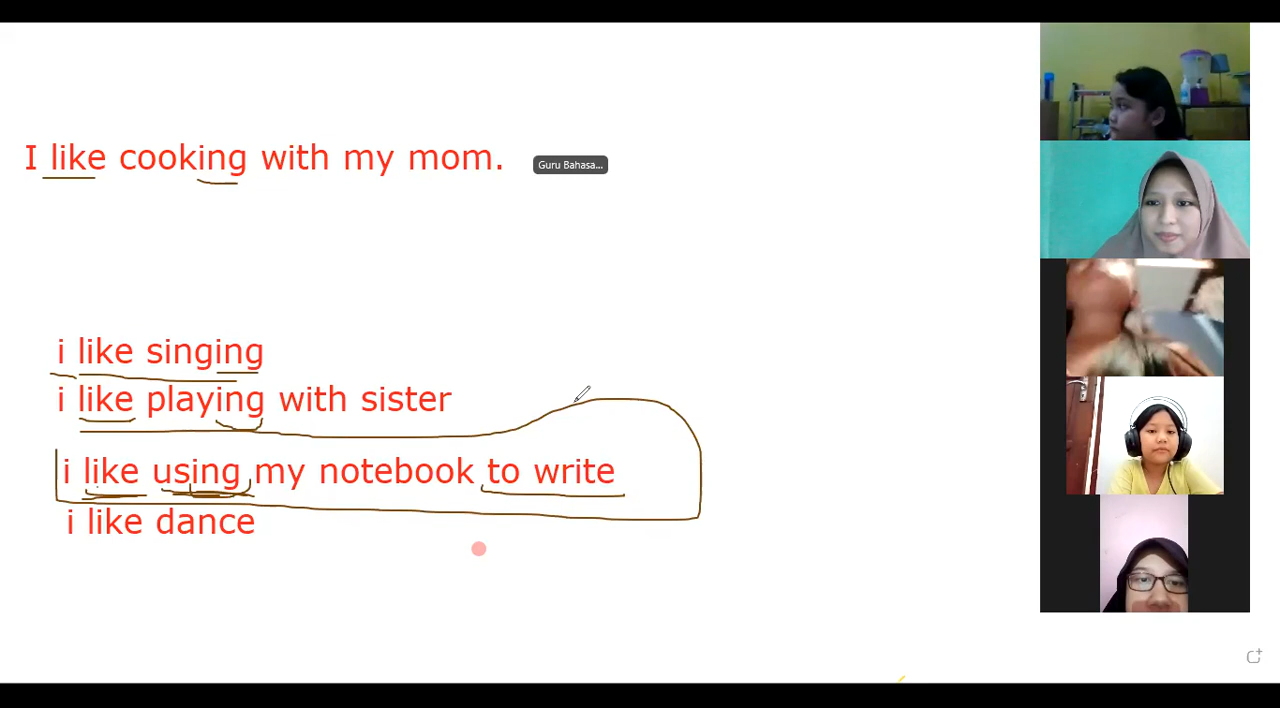 I like cooking with my mom.
Guru Bahasa...
i like singing
i like playing with sister
i like using my notebook to write
i like dance